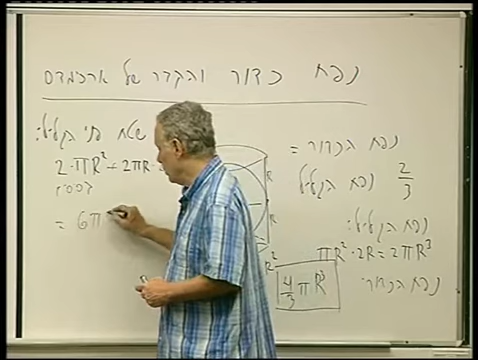 נפח כדור והקבר של ארכימדס
נפח הכדור =
2/3 נפח הגליל
נפח הגליל:
πR²·2R = 2πR³
נפח הכדור:
4/3 πR³
R
R
שטח פני הגליל:
2·πR² + 2πR
בסיס
= 6π